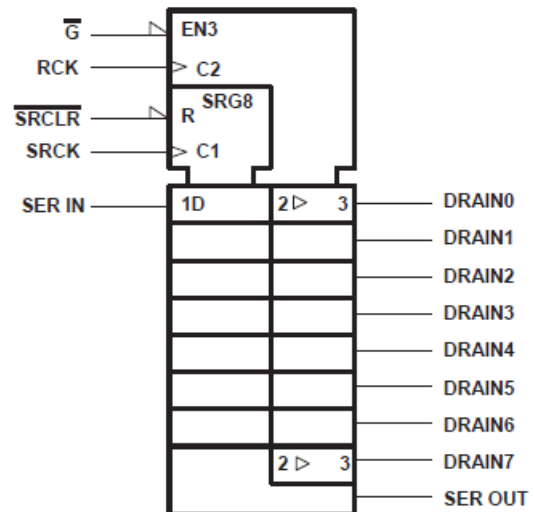 G̅ EN3
RCK C2
SRG8
S̅R̅C̅L̅R̅ R
SRCK C1
SER IN 1D 2 3 DRAIN0
DRAIN1
DRAIN2
DRAIN3
DRAIN4
DRAIN5
DRAIN6
2 3 DRAIN7
SER OUT